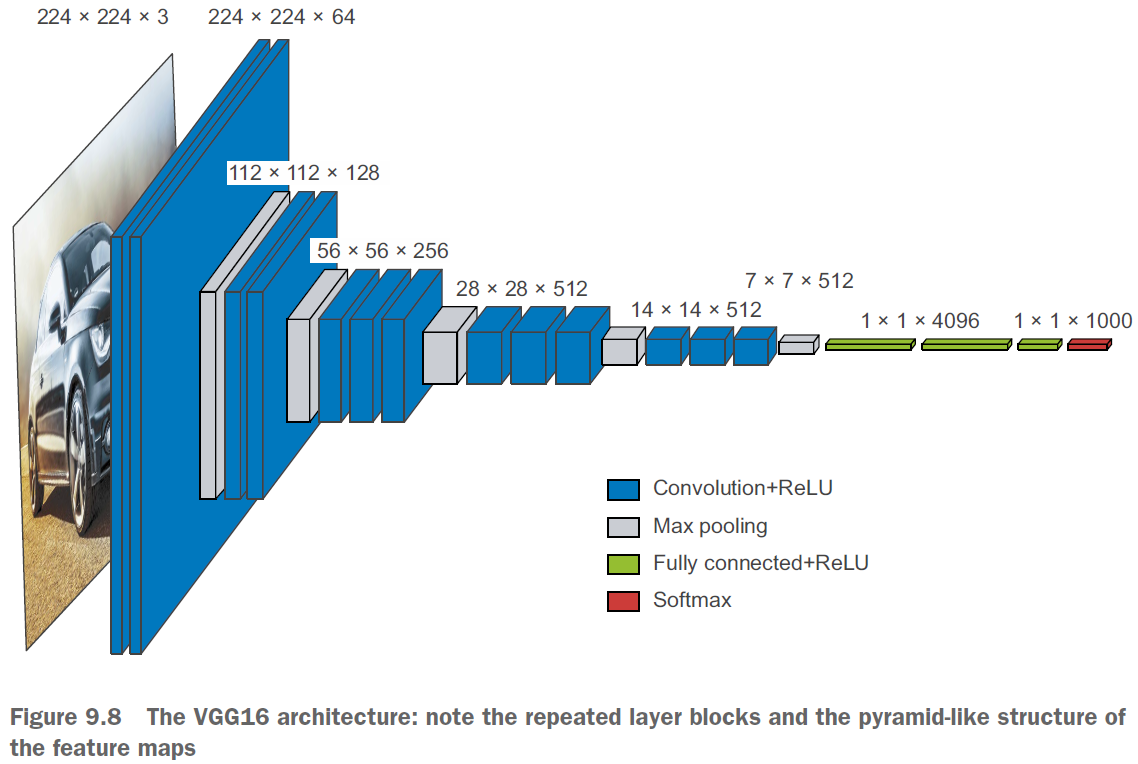 224 × 224 × 3
224 × 224 × 64
112 × 112 × 128
56 × 56 × 256
28 × 28 × 512
14 × 14 × 512
7 × 7 × 512
1 × 1 × 4096
1 × 1 × 1000
Convolution+ReLU
Max pooling
Fully connected+ReLU
Softmax
Figure 9.8 The VGG16 architecture: note the repeated layer blocks and the pyramid-like structure of
the feature maps